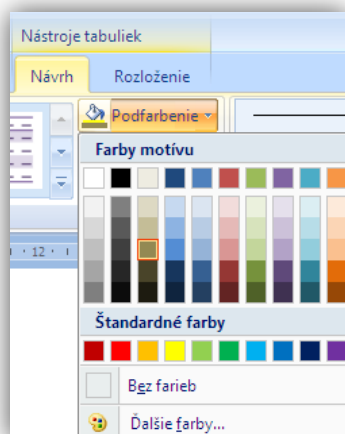 Nástroje tabuliek
Návrh Rozloženie
Podfarbenie
Farby motívu
· 12 ·
Štandardné farby
Bez farieb
Ďalšie farby...